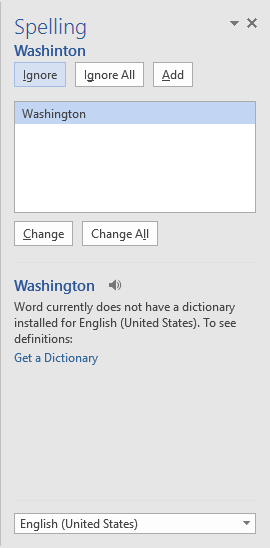 Spelling
Washinton
Ignore
Ignore All
Add
Washington
Change
Change All
Washington
Word currently does not have a dictionary
installed for English (United States). To see
definitions:
Get a Dictionary
English (United States)